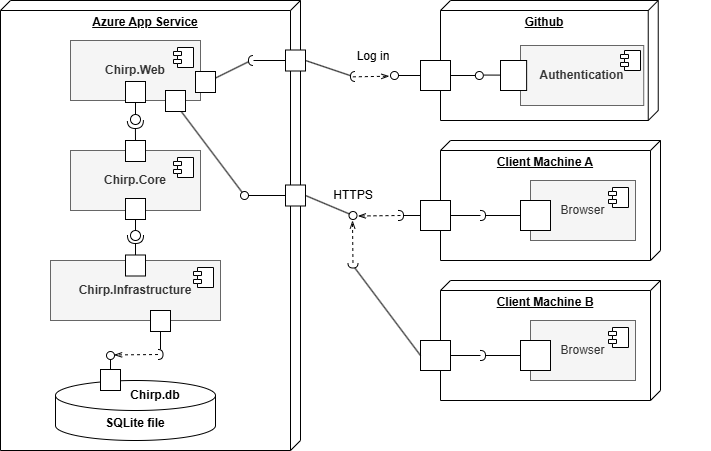 Azure App Service
Github
Chirp.Web
Log in
Authentication
Chirp.Core
Client Machine A
HTTPS
Browser
Chirp.Infrastructure
Client Machine B
Browser
Chirp.db
SQLite file